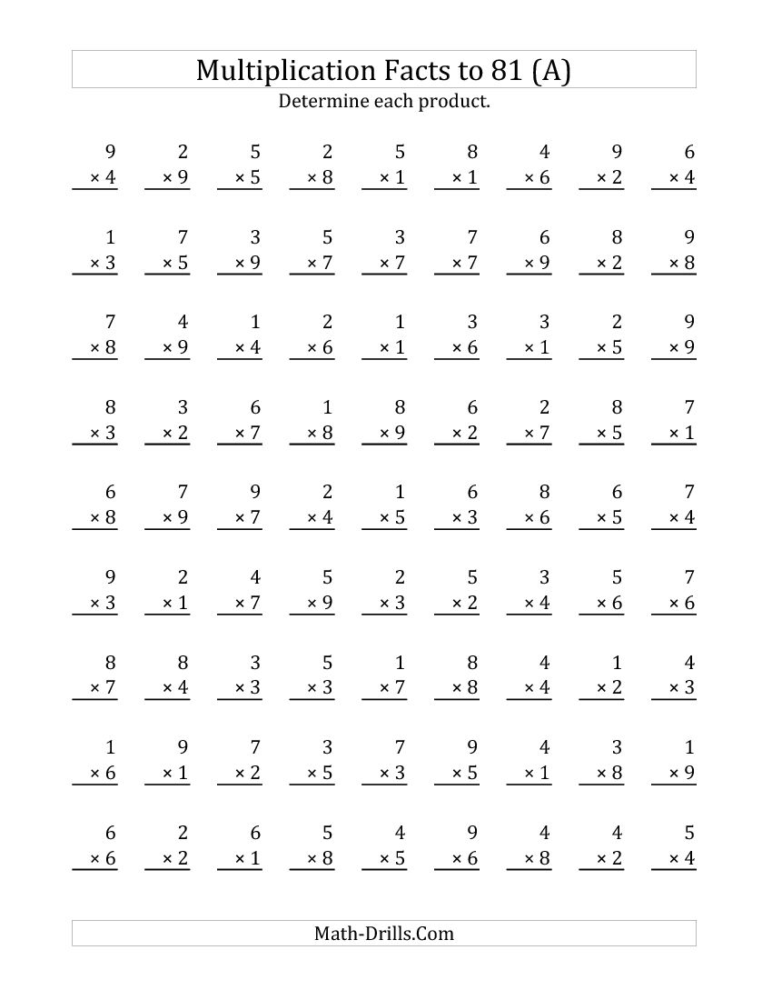 Multiplication Facts to 81 (A)
Determine each product.
9 2 5 2 5 8 4 9 6
× 4 × 9 × 5 × 8 × 1 × 1 × 6 × 2 × 4
1 7 3 5 3 7 6 8 9
× 3 × 5 × 9 × 7 × 7 × 7 × 9 × 2 × 8
7 4 1 2 1 3 3 2 9
× 8 × 9 × 4 × 6 × 1 × 6 × 1 × 5 × 9
8 3 6 1 8 6 2 8 7
× 3 × 2 × 7 × 8 × 9 × 2 × 7 × 5 × 1
6 7 9 2 1 6 8 6 7
× 8 × 9 × 7 × 4 × 5 × 3 × 6 × 5 × 4
9 2 4 5 2 5 3 5 7
× 3 × 1 × 7 × 9 × 3 × 2 × 4 × 6 × 6
8 8 3 5 1 8 4 1 4
× 7 × 4 × 3 × 3 × 7 × 8 × 4 × 2 × 3
1 9 7 3 7 9 4 3 1
× 6 × 1 × 2 × 5 × 3 × 5 × 1 × 8 × 9
6 2 6 5 4 9 4 4 5
× 6 × 2 × 1 × 8 × 5 × 6 × 8 × 2 × 4
Math-Drills.Com